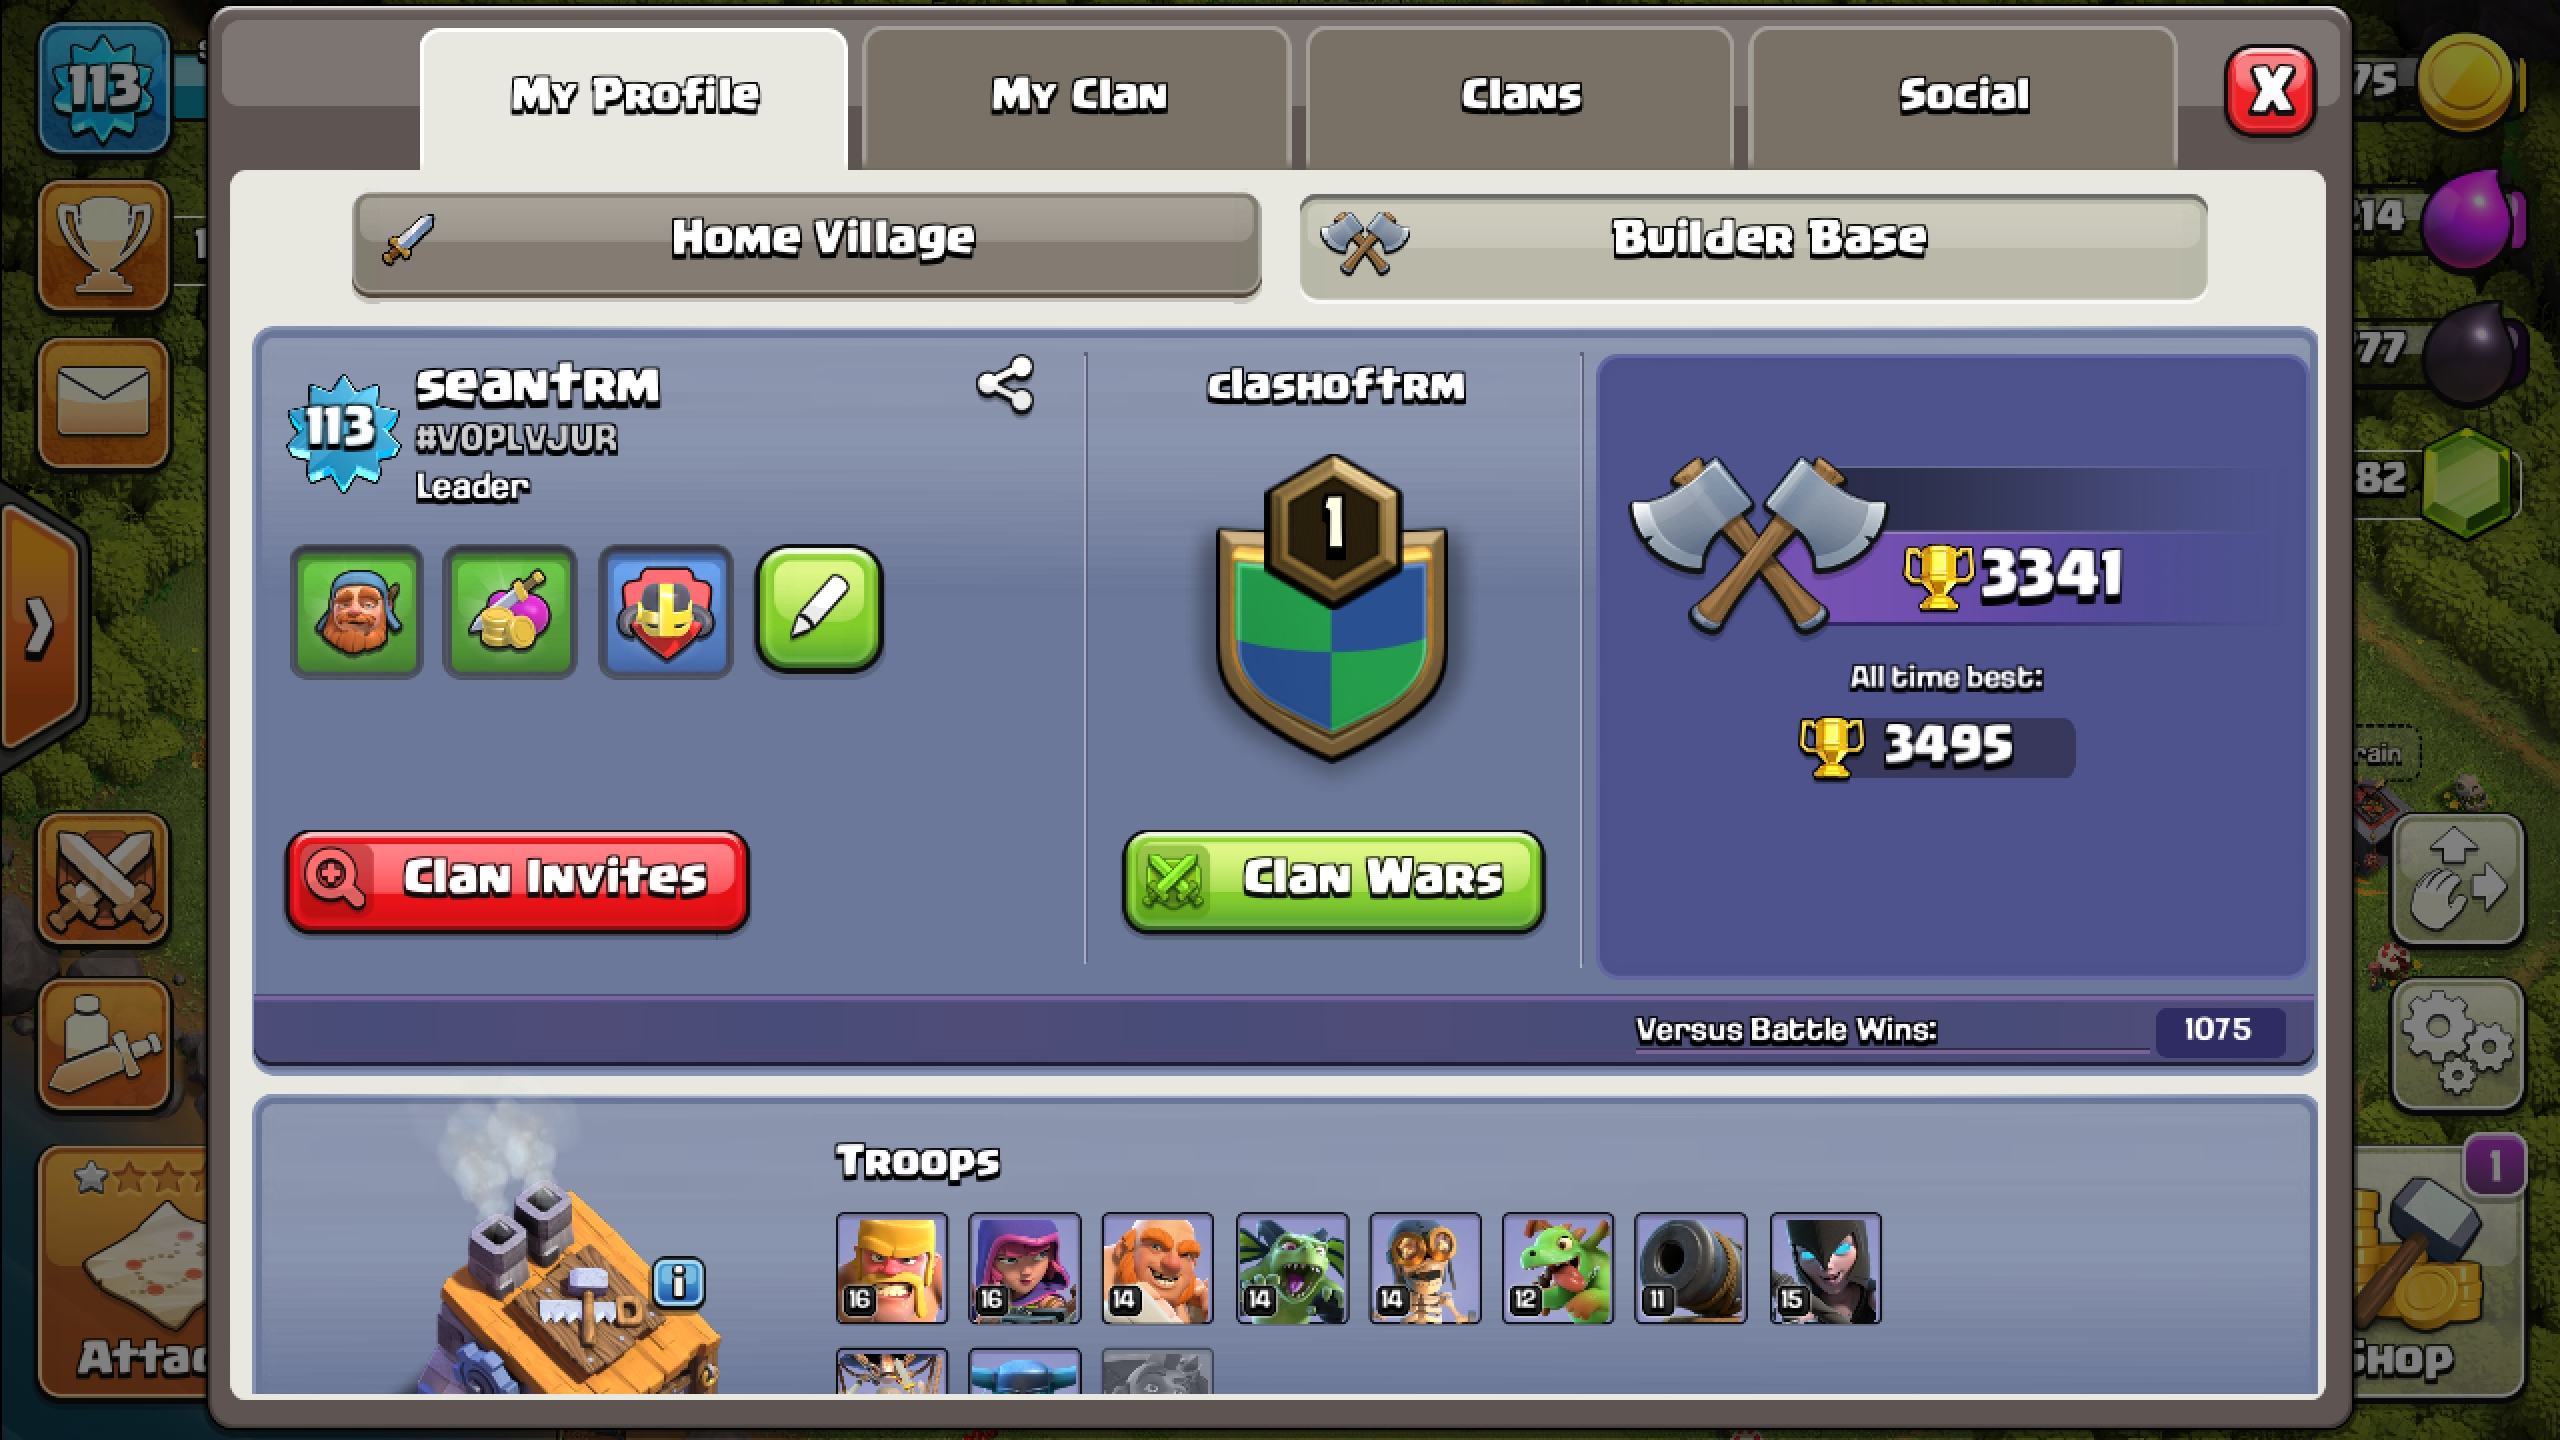 My Profile
My Clan
Clans
Social
X
113
Home Village
Builder Base
75
214
77
82
113
seantrm
#V0PLVJUR
Leader
clashoftrm
1
3341
All time best:
3495
Clan Invites
Clan Wars
Versus Battle Wins:
1075
Troops
i
16
16
14
14
14
12
11
15
Attac
1
Shop
rain